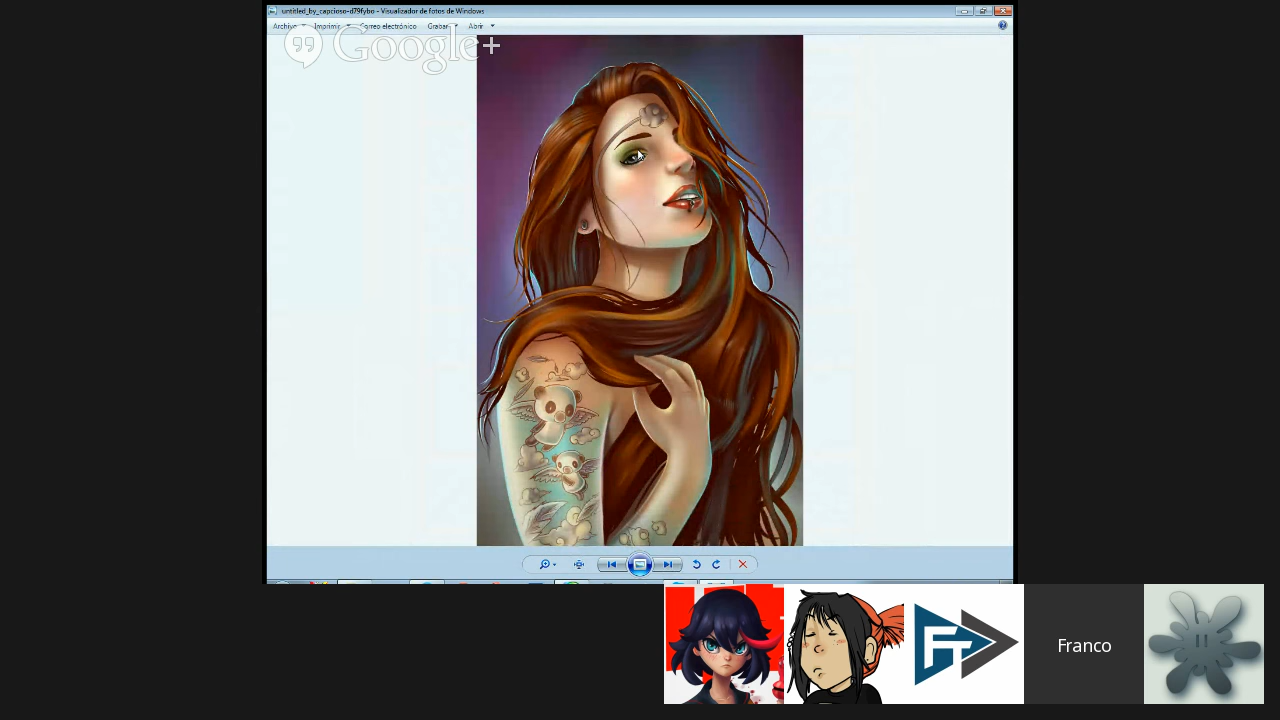 untitled_by_capcioso-d79fybo - Visualizador de fotos de Windows
Archivo Imprimir Correo electrónico Grabar Abrir
Google+
Franco